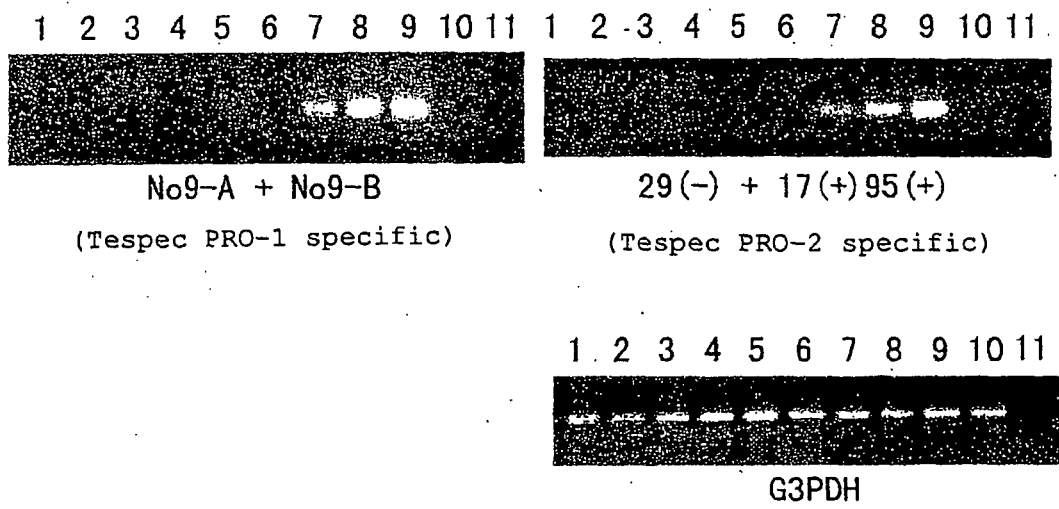 1 2 3 4 5 6 7 8 9 10 11
No9-A + No9-B
(Tespec PRO-1 specific)
1 2 3 4 5 6 7 8 9 10 11
29(-) + 17(+)95(+)
(Tespec PRO-2 specific)
1 2 3 4 5 6 7 8 9 10 11
G3PDH